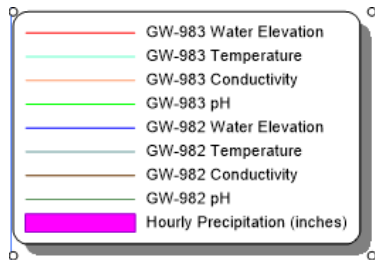 GW-983 Water Elevation
GW-983 Temperature
GW-983 Conductivity
GW-983 pH
GW-982 Water Elevation
GW-982 Temperature
GW-982 Conductivity
GW-982 pH
Hourly Precipitation (inches)